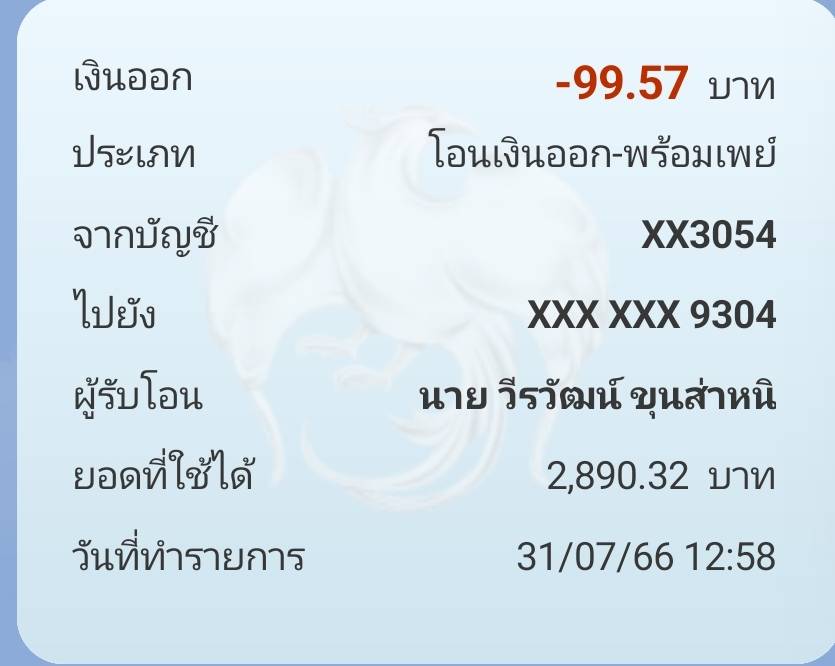 เงินออก -99.57 บาท
ประเภท โอนเงินออก-พร้อมเพย์
จากบัญชี XX3054
ไปยัง XXX XXX 9304
ผู้รับโอน นาย วีรวัฒน์ ขุนส่าหนิ
ยอดที่ใช้ได้ 2,890.32 บาท
วันที่ทำรายการ 31/07/66 12:58